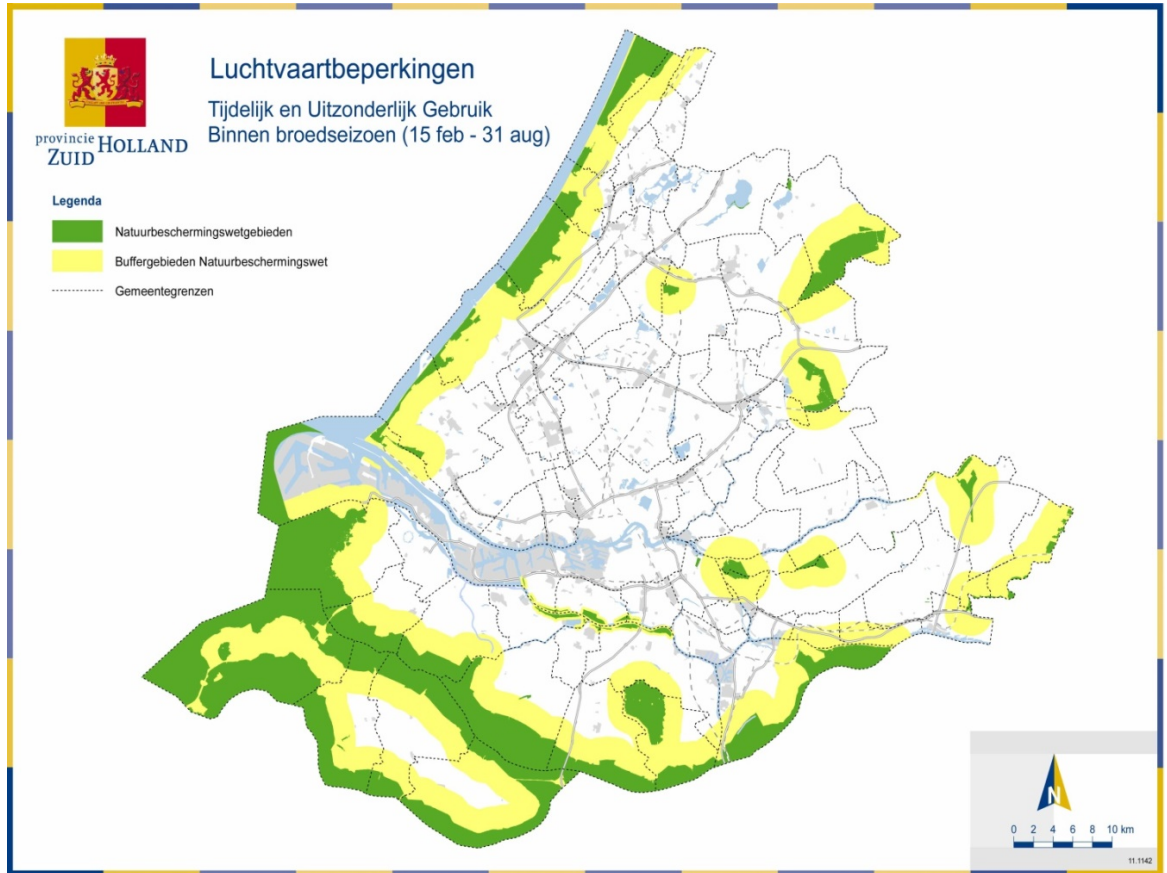 provincie
ZUID HOLLAND
Luchtvaartbeperkingen
Tijdelijk en Uitzonderlijk Gebruik
Binnen broedseizoen (15 feb - 31 aug)
Legenda
Natuurbeschermingswetgebieden
Buffergebieden Natuurbeschermingswet
Gemeentegrenzen
N
0 2 4 6 8 10 km
11.1142